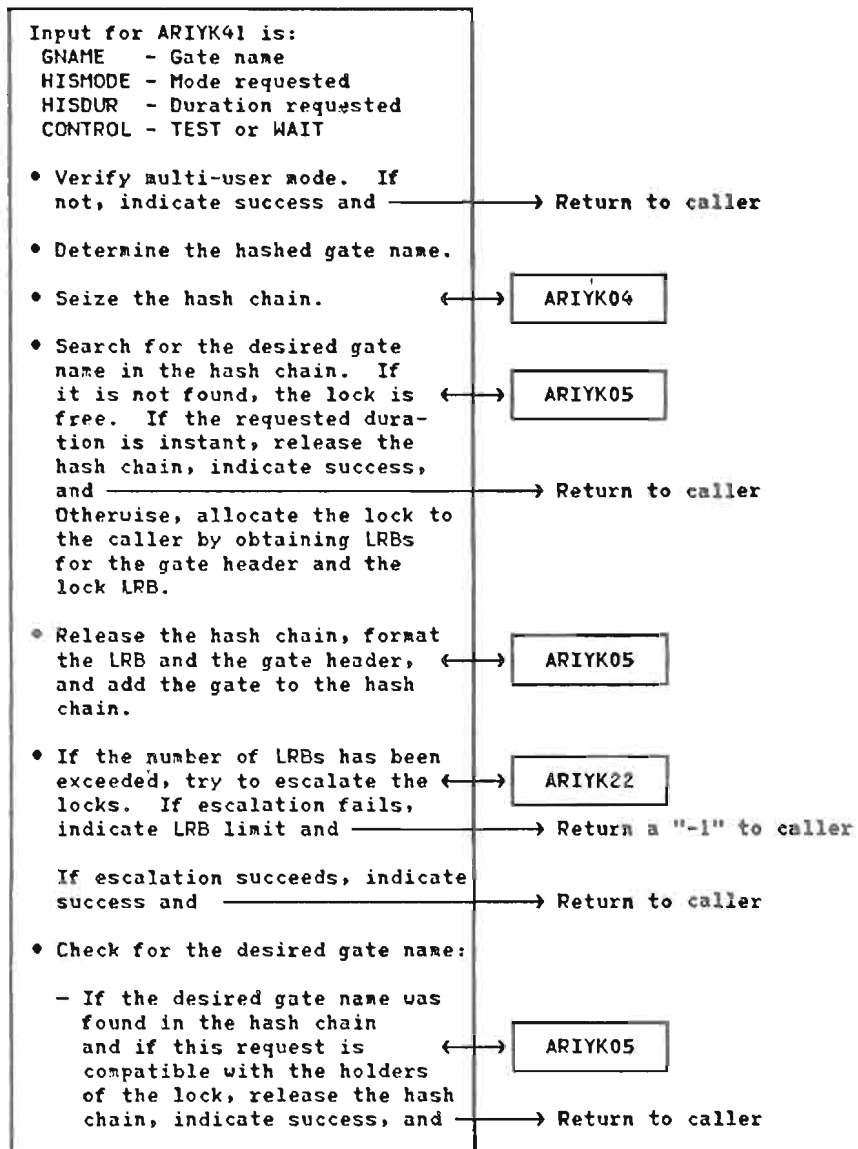 Input for ARIYK41 is:
GNAME - Gate name
HISMODE - Mode requested
HISDUR - Duration requested
CONTROL - TEST or WAIT
• Verify multi-user mode. If
not, indicate success and → Return to caller
• Determine the hashed gate name.
• Seize the hash chain. ↔ ARIYK04
• Search for the desired gate
name in the hash chain. If
it is not found, the lock is ↔ ARIYK05
free. If the requested dura-
tion is instant, release the
hash chain, indicate success,
and → Return to caller
Otherwise, allocate the lock to
the caller by obtaining LRBs
for the gate header and the
lock LRB.
• Release the hash chain, format
the LRB and the gate header, ↔ ARIYK05
and add the gate to the hash
chain.
• If the number of LRBs has been
exceeded, try to escalate the ↔ ARIYK22
locks. If escalation fails,
indicate LRB limit and → Return a "-1" to caller
If escalation succeeds, indicate
success and → Return to caller
• Check for the desired gate name:
- If the desired gate name was
found in the hash chain
and if this request is ↔ ARIYK05
compatible with the holders
of the lock, release the hash
chain, indicate success, and → Return to caller